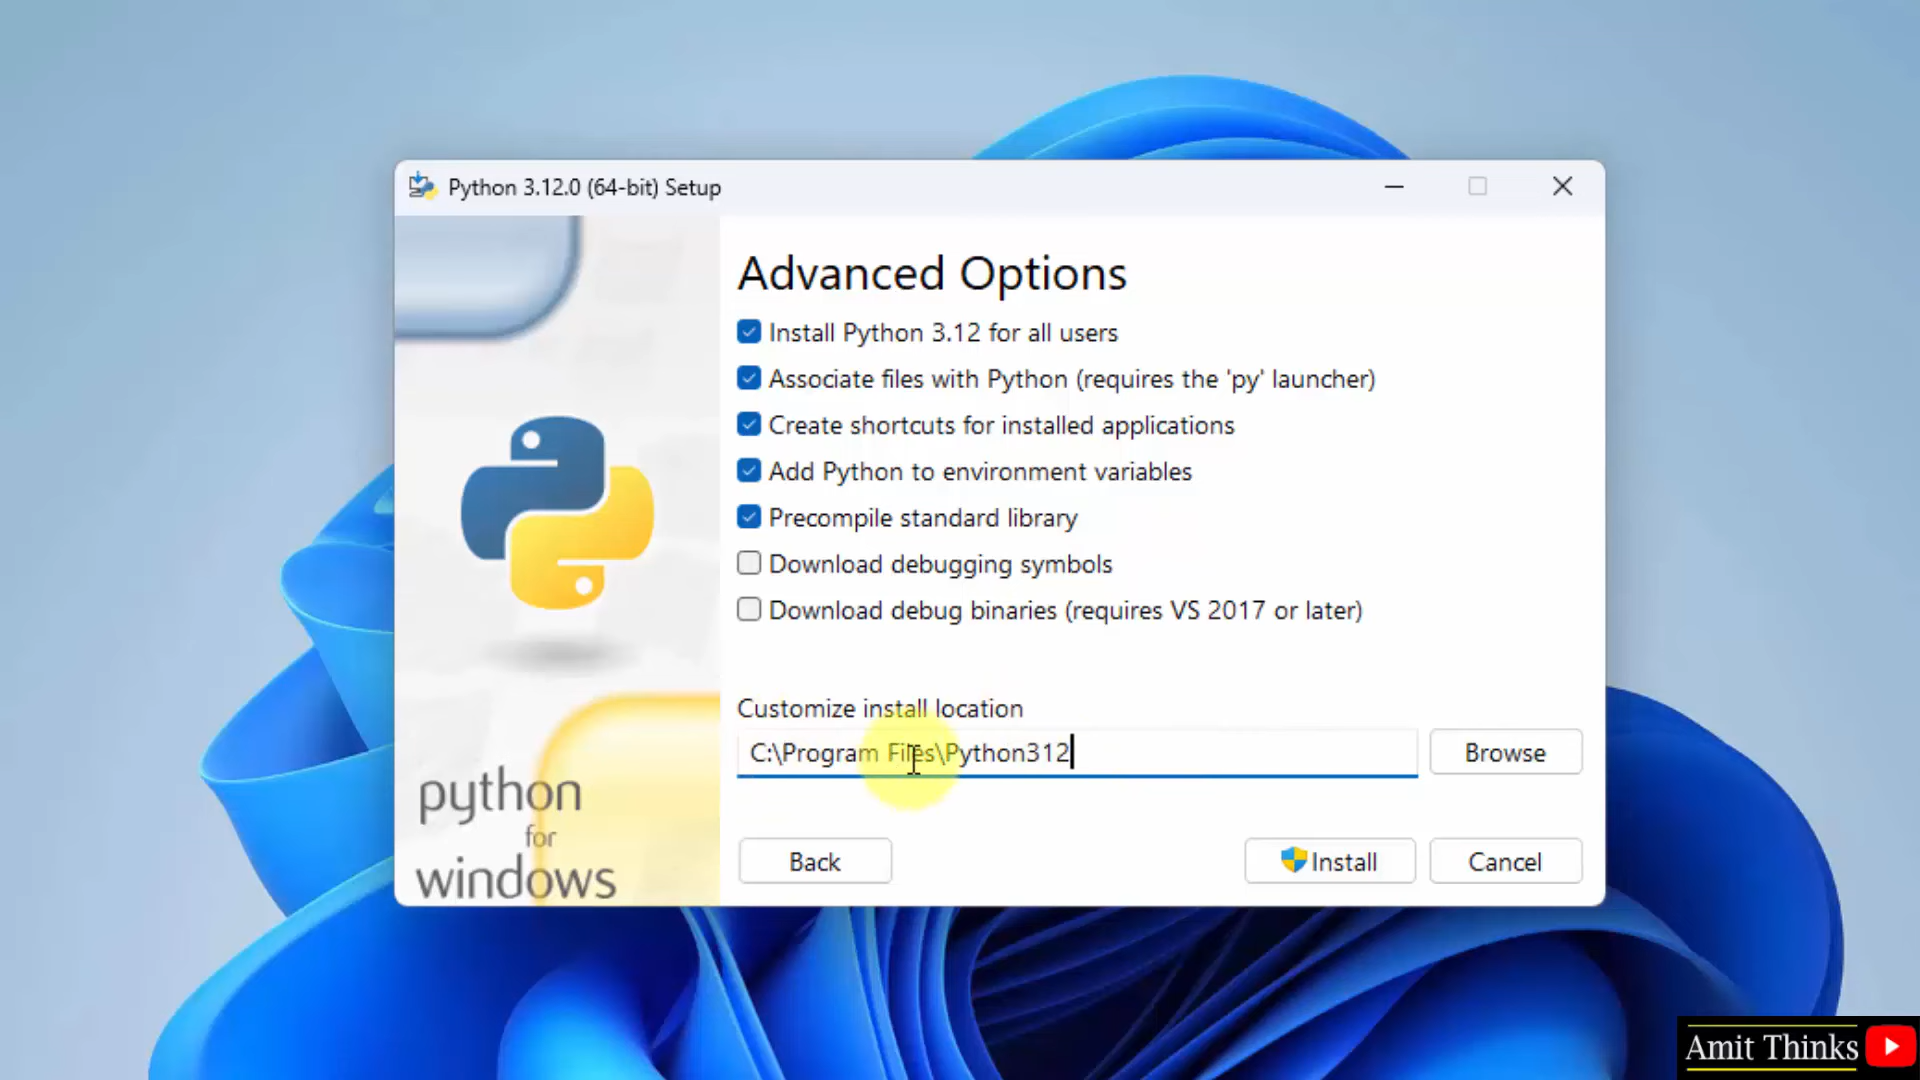 Python 3.12.0 (64-bit) Setup
Advanced Options
Install Python 3.12 for all users
Associate files with Python (requires the 'py' launcher)
Create shortcuts for installed applications
Add Python to environment variables
Precompile standard library
Download debugging symbols
Download debug binaries (requires VS 2017 or later)
Customize install location
C:\Program Files\Python312
Browse
python
for
windows
Back
Install
Cancel
Amit Thinks